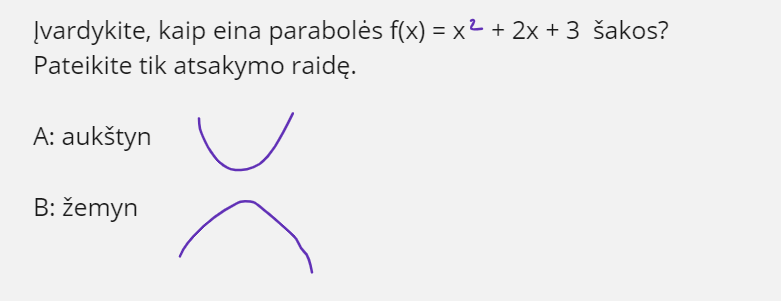 Įvardykite, kaip eina parabolės f(x) = x² + 2x + 3 šakos?
Pateikite tik atsakymo raidę.
A: aukštyn
B: žemyn